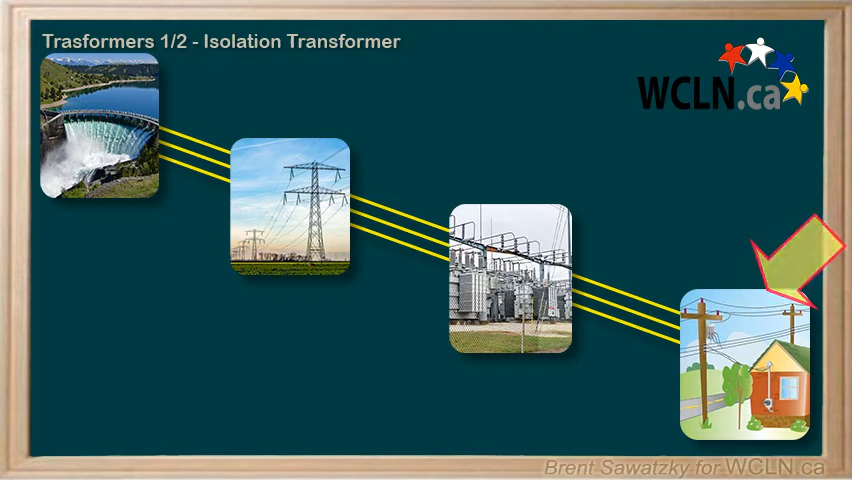 Trasformers 1/2 - Isolation Transformer
WCLN.ca
Brent Sawatzky for WCLN.ca